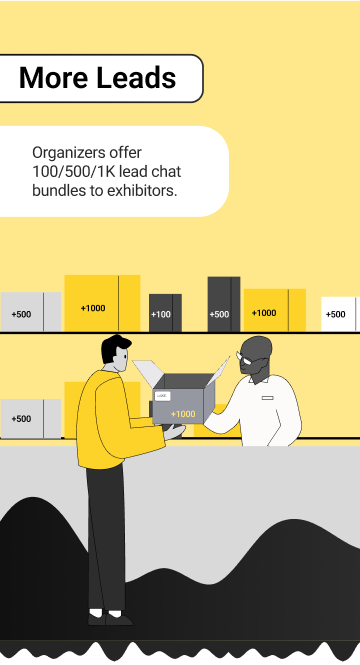 More Leads
Organizers offer
100/500/1K lead chat
bundles to exhibitors.
+500
+1000
+100
+500
+1000
+500
+500
+1000